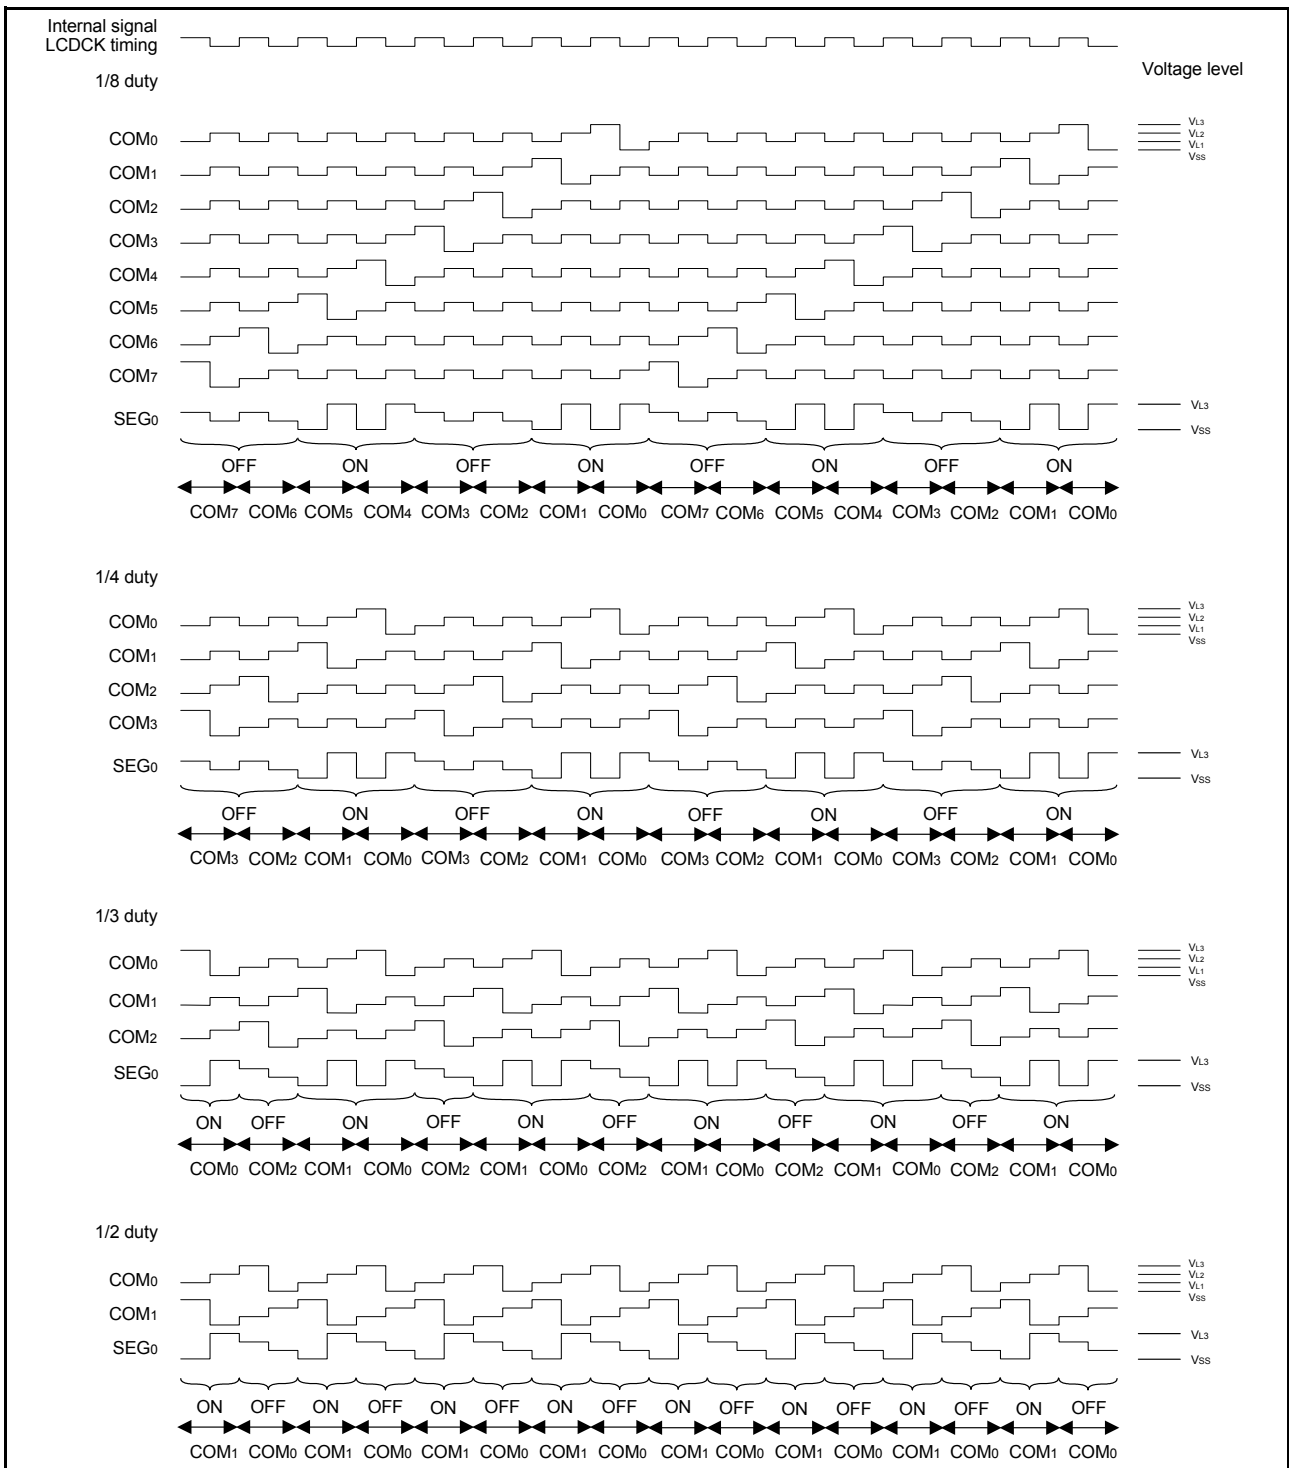 Internal signal
LCDCK timing
Voltage level
1/8 duty
COM0
VL3
VL2
VL1
VSS
COM1
COM2
COM3
COM4
COM5
COM6
COM7
SEG0
VL3
VSS
OFF ON OFF ON OFF ON OFF ON
COM7 COM6 COM5 COM4 COM3 COM2 COM1 COM0 COM7 COM6 COM5 COM4 COM3 COM2 COM1 COM0
1/4 duty
COM0
VL3
VL2
VL1
VSS
COM1
COM2
COM3
SEG0
VL3
VSS
OFF ON OFF ON OFF ON OFF ON
COM3 COM2 COM1 COM0 COM3 COM2 COM1 COM0 COM3 COM2 COM1 COM0 COM3 COM2 COM1 COM0
1/3 duty
COM0
VL3
VL2
VL1
VSS
COM1
COM2
SEG0
VL3
VSS
ON OFF ON OFF ON OFF ON OFF ON OFF ON
COM0 COM2 COM1 COM0 COM2 COM1 COM0 COM2 COM1 COM0 COM2 COM1 COM0 COM2 COM1 COM0
1/2 duty
COM0
VL3
VL2
VL1
VSS
COM1
SEG0
VL3
VSS
ON OFF ON OFF ON OFF ON OFF ON OFF ON OFF ON OFF ON OFF
COM1 COM0 COM1 COM0 COM1 COM0 COM1 COM0 COM1 COM0 COM1 COM0 COM1 COM0 COM1 COM0